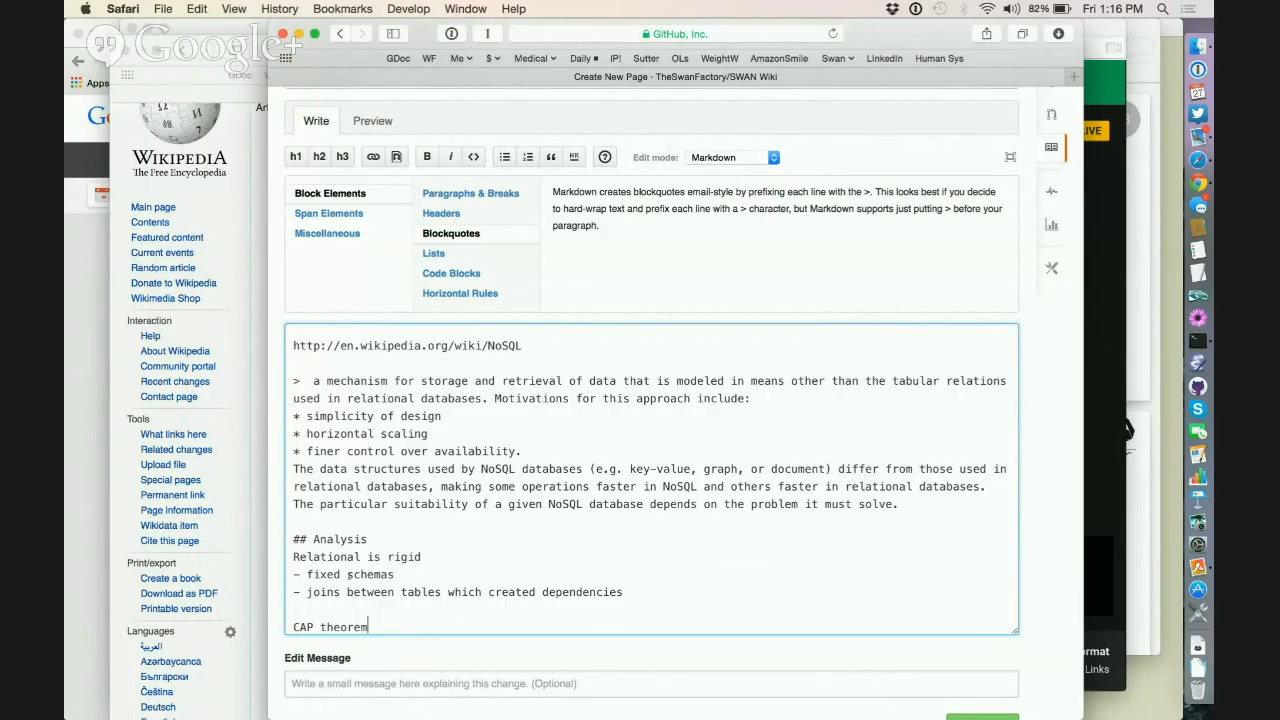 Safari File Edit View History Bookmarks Develop Window Help 82% Fri 1:16 PM
Google+
GitHub, Inc.
GDoc WF Me $ Medical Daily IP! Sutter OLs WeightW AmazonSmile Swan LinkedIn Human Sys
Create New Page · TheSwanFactory/SWAN Wiki
Apps
GDoc
Go
Ar
WIKIPEDIA
The Free Encyclopedia
Main page
Contents
Featured content
Current events
Random article
Donate to Wikipedia
Wikimedia Shop
Interaction
Help
About Wikipedia
Community portal
Recent changes
Contact page
Tools
What links here
Related changes
Upload file
Special pages
Permanent link
Page information
Wikidata item
Cite this page
Print/export
Create a book
Download as PDF
Printable version
Languages
العربية
Azərbaycanca
Български
Čeština
Deutsch
Write Preview
h1 h2 h3 B i <> “ HR ? Edit mode: Markdown
Block Elements
Span Elements
Miscellaneous
Paragraphs & Breaks
Headers
Blockquotes
Lists
Code Blocks
Horizontal Rules
Markdown creates blockquotes email-style by prefixing each line with the >. This looks best if you decide
to hard-wrap text and prefix each line with a > character, but Markdown supports just putting > before your
paragraph.
http://en.wikipedia.org/wiki/NoSQL
> a mechanism for storage and retrieval of data that is modeled in means other than the tabular relations
used in relational databases. Motivations for this approach include:
* simplicity of design
* horizontal scaling
* finer control over availability.
The data structures used by NoSQL databases (e.g. key-value, graph, or document) differ from those used in
relational databases, making some operations faster in NoSQL and others faster in relational databases.
The particular suitability of a given NoSQL database depends on the problem it must solve.
## Analysis
Relational is rigid
- fixed schemas
- joins between tables which created dependencies
CAP theorem
Edit Message
Write a small message here explaining this change. (Optional)
IVE
ormat
Links
27